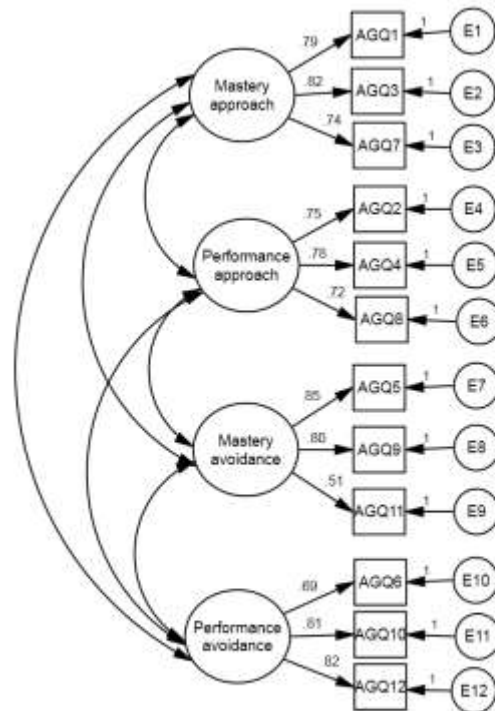 Mastery
approach
.79
AGQ1
1
E1
.82
AGQ3
1
E2
.74
AGQ7
1
E3
Performance
approach
.75
AGQ2
1
E4
.78
AGQ4
1
E5
.72
AGQ8
1
E6
Mastery
avoidance
.85
AGQ5
1
E7
.80
AGQ9
1
E8
.51
AGQ11
1
E9
Performance
avoidance
.69
AGQ6
1
E10
.81
AGQ10
1
E11
.82
AGQ12
1
E12